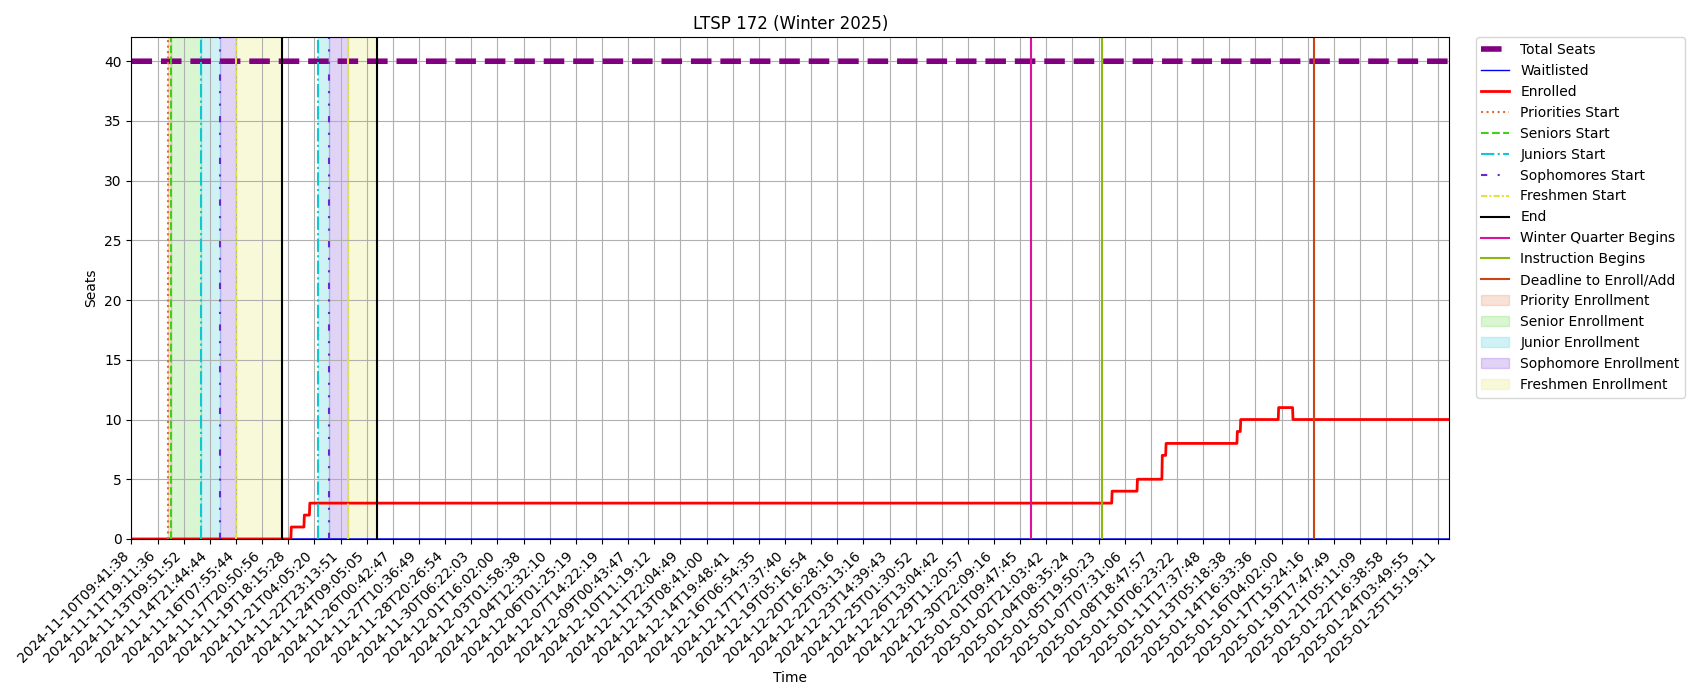 LTSP 172 (Winter 2025)
Seats
40
35
30
25
20
15
10
5
0
2024-11-10T09:41:38
2024-11-11T19:11:36
2024-11-13T09:51:52
2024-11-14T21:44:44
2024-11-16T07:55:44
2024-11-17T20:50:56
2024-11-19T18:15:28
2024-11-21T04:05:20
2024-11-22T22:13:51
2024-11-24T09:05:05
2024-11-26T00:42:47
2024-11-27T10:36:49
2024-11-28T20:26:54
2024-11-30T06:22:03
2024-12-01T16:02:00
2024-12-03T01:58:38
2024-12-04T12:32:10
2024-12-06T01:25:19
2024-12-07T14:22:19
2024-12-09T00:43:47
2024-12-10T11:19:12
2024-12-11T22:04:49
2024-12-13T08:41:00
2024-12-14T19:48:41
2024-12-16T06:54:35
2024-12-17T17:37:40
2024-12-19T05:16:54
2024-12-20T16:28:16
2024-12-22T03:13:16
2024-12-23T14:39:43
2024-12-25T01:30:52
2024-12-26T13:04:42
2024-12-29T11:20:57
2024-12-30T22:09:16
2025-01-01T09:47:45
2025-01-02T21:03:42
2025-01-04T08:35:24
2025-01-05T19:50:23
2025-01-07T07:31:06
2025-01-08T18:47:57
2025-01-10T06:23:22
2025-01-11T17:37:48
2025-01-13T05:18:38
2025-01-14T16:33:36
2025-01-16T04:02:00
2025-01-17T15:24:16
2025-01-19T17:47:49
2025-01-21T05:11:09
2025-01-22T16:38:58
2025-01-24T03:49:55
2025-01-25T15:19:11
Time
Total Seats
Waitlisted
Enrolled
Priorities Start
Seniors Start
Juniors Start
Sophomores Start
Freshmen Start
End
Winter Quarter Begins
Instruction Begins
Deadline to Enroll/Add
Priority Enrollment
Senior Enrollment
Junior Enrollment
Sophomore Enrollment
Freshmen Enrollment